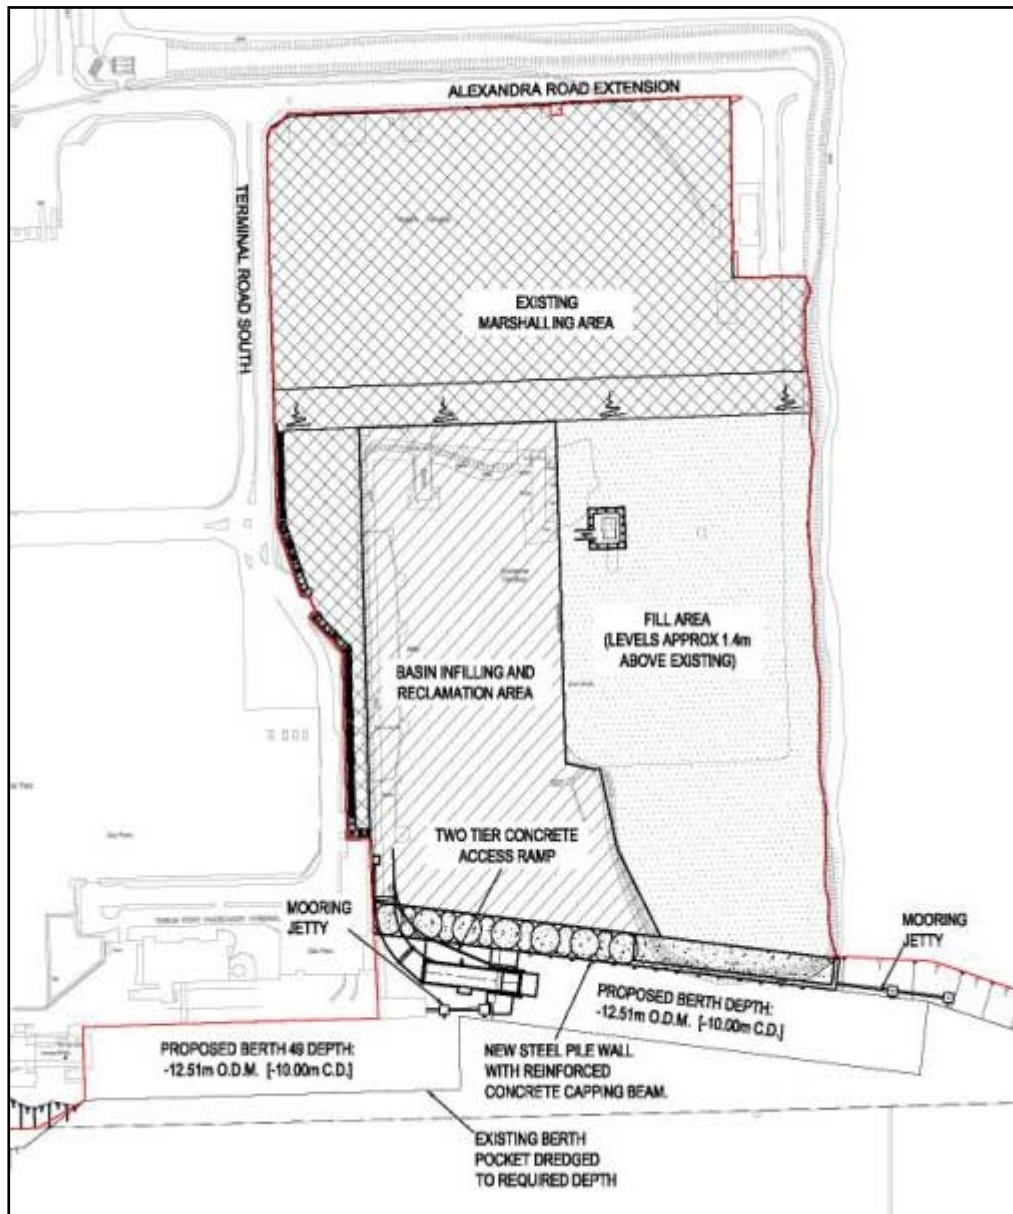 ALEXANDRA ROAD EXTENSION
TERMINAL ROAD SOUTH
EXISTING
MARSHALLING AREA
FILL AREA
(LEVELS APPROX 1.4m
ABOVE EXISTING)
BASIN INFILLING AND
RECLAMATION AREA
TWO TIER CONCRETE
ACCESS RAMP
MOORING
JETTY
MOORING
JETTY
PROPOSED BERTH DEPTH:
-12.51m O.D.M. [-10.00m C.D.]
PROPOSED BERTH 49 DEPTH:
-12.51m O.D.M. [-10.00m C.D.]
NEW STEEL PILE WALL
WITH REINFORCED
CONCRETE CAPPING BEAM.
EXISTING BERTH
POCKET DREDGED
TO REQUIRED DEPTH